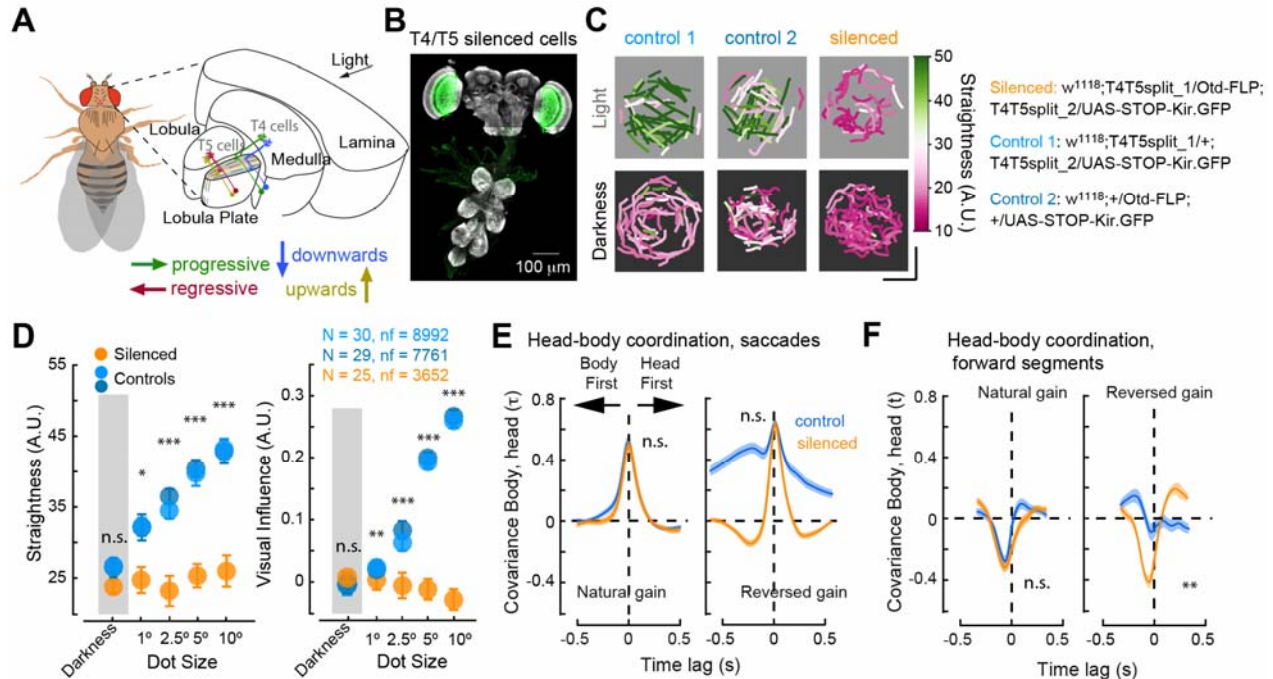 A
Light
Lobula
T4 cells
T5 cells
Medulla
Lamina
Lobula Plate
progressive
downwards
regressive
upwards
B
T4/T5 silenced cells
100 µm
C
control 1
control 2
silenced
Light
Darkness
50
40
30
20
10
Straightness (A.U.)
Silenced: w1118;T4T5split_1/Otd-FLP;
T4T5split_2/UAS-STOP-Kir.GFP
Control 1: w1118;T4T5split_1/+;
T4T5split_2/UAS-STOP-Kir.GFP
Control 2: w1118;+/Otd-FLP;
+/UAS-STOP-Kir.GFP
D
Silenced
Controls
55
45
35
25
Straightness (A.U.)
n.s.
*
***
***
***
Darkness
1º
2.5º
5º
10º
Dot Size
N = 30, nf = 8992
N = 29, nf = 7761
N = 25, nf = 3652
0.3
0.2
0.1
0
Visual Influence (A.U.)
n.s.
**
***
***
***
Darkness
1º
2.5º
5º
10º
Dot Size
E
Head-body coordination, saccades
Body First
Head First
0.8
0.4
0
-0.4
Covariance Body, head (τ)
n.s.
Natural gain
-0.5
0
0.5
n.s.
control
silenced
Reversed gain
-0.5
0
0.5
Time lag (s)
F
Head-body coordination,
forward segments
Natural gain
Reversed gain
0.8
0.4
0
-0.4
Covariance Body, head (t)
n.s.
**
-0.5
0
0.5
-0.5
0
0.5
Time lag (s)